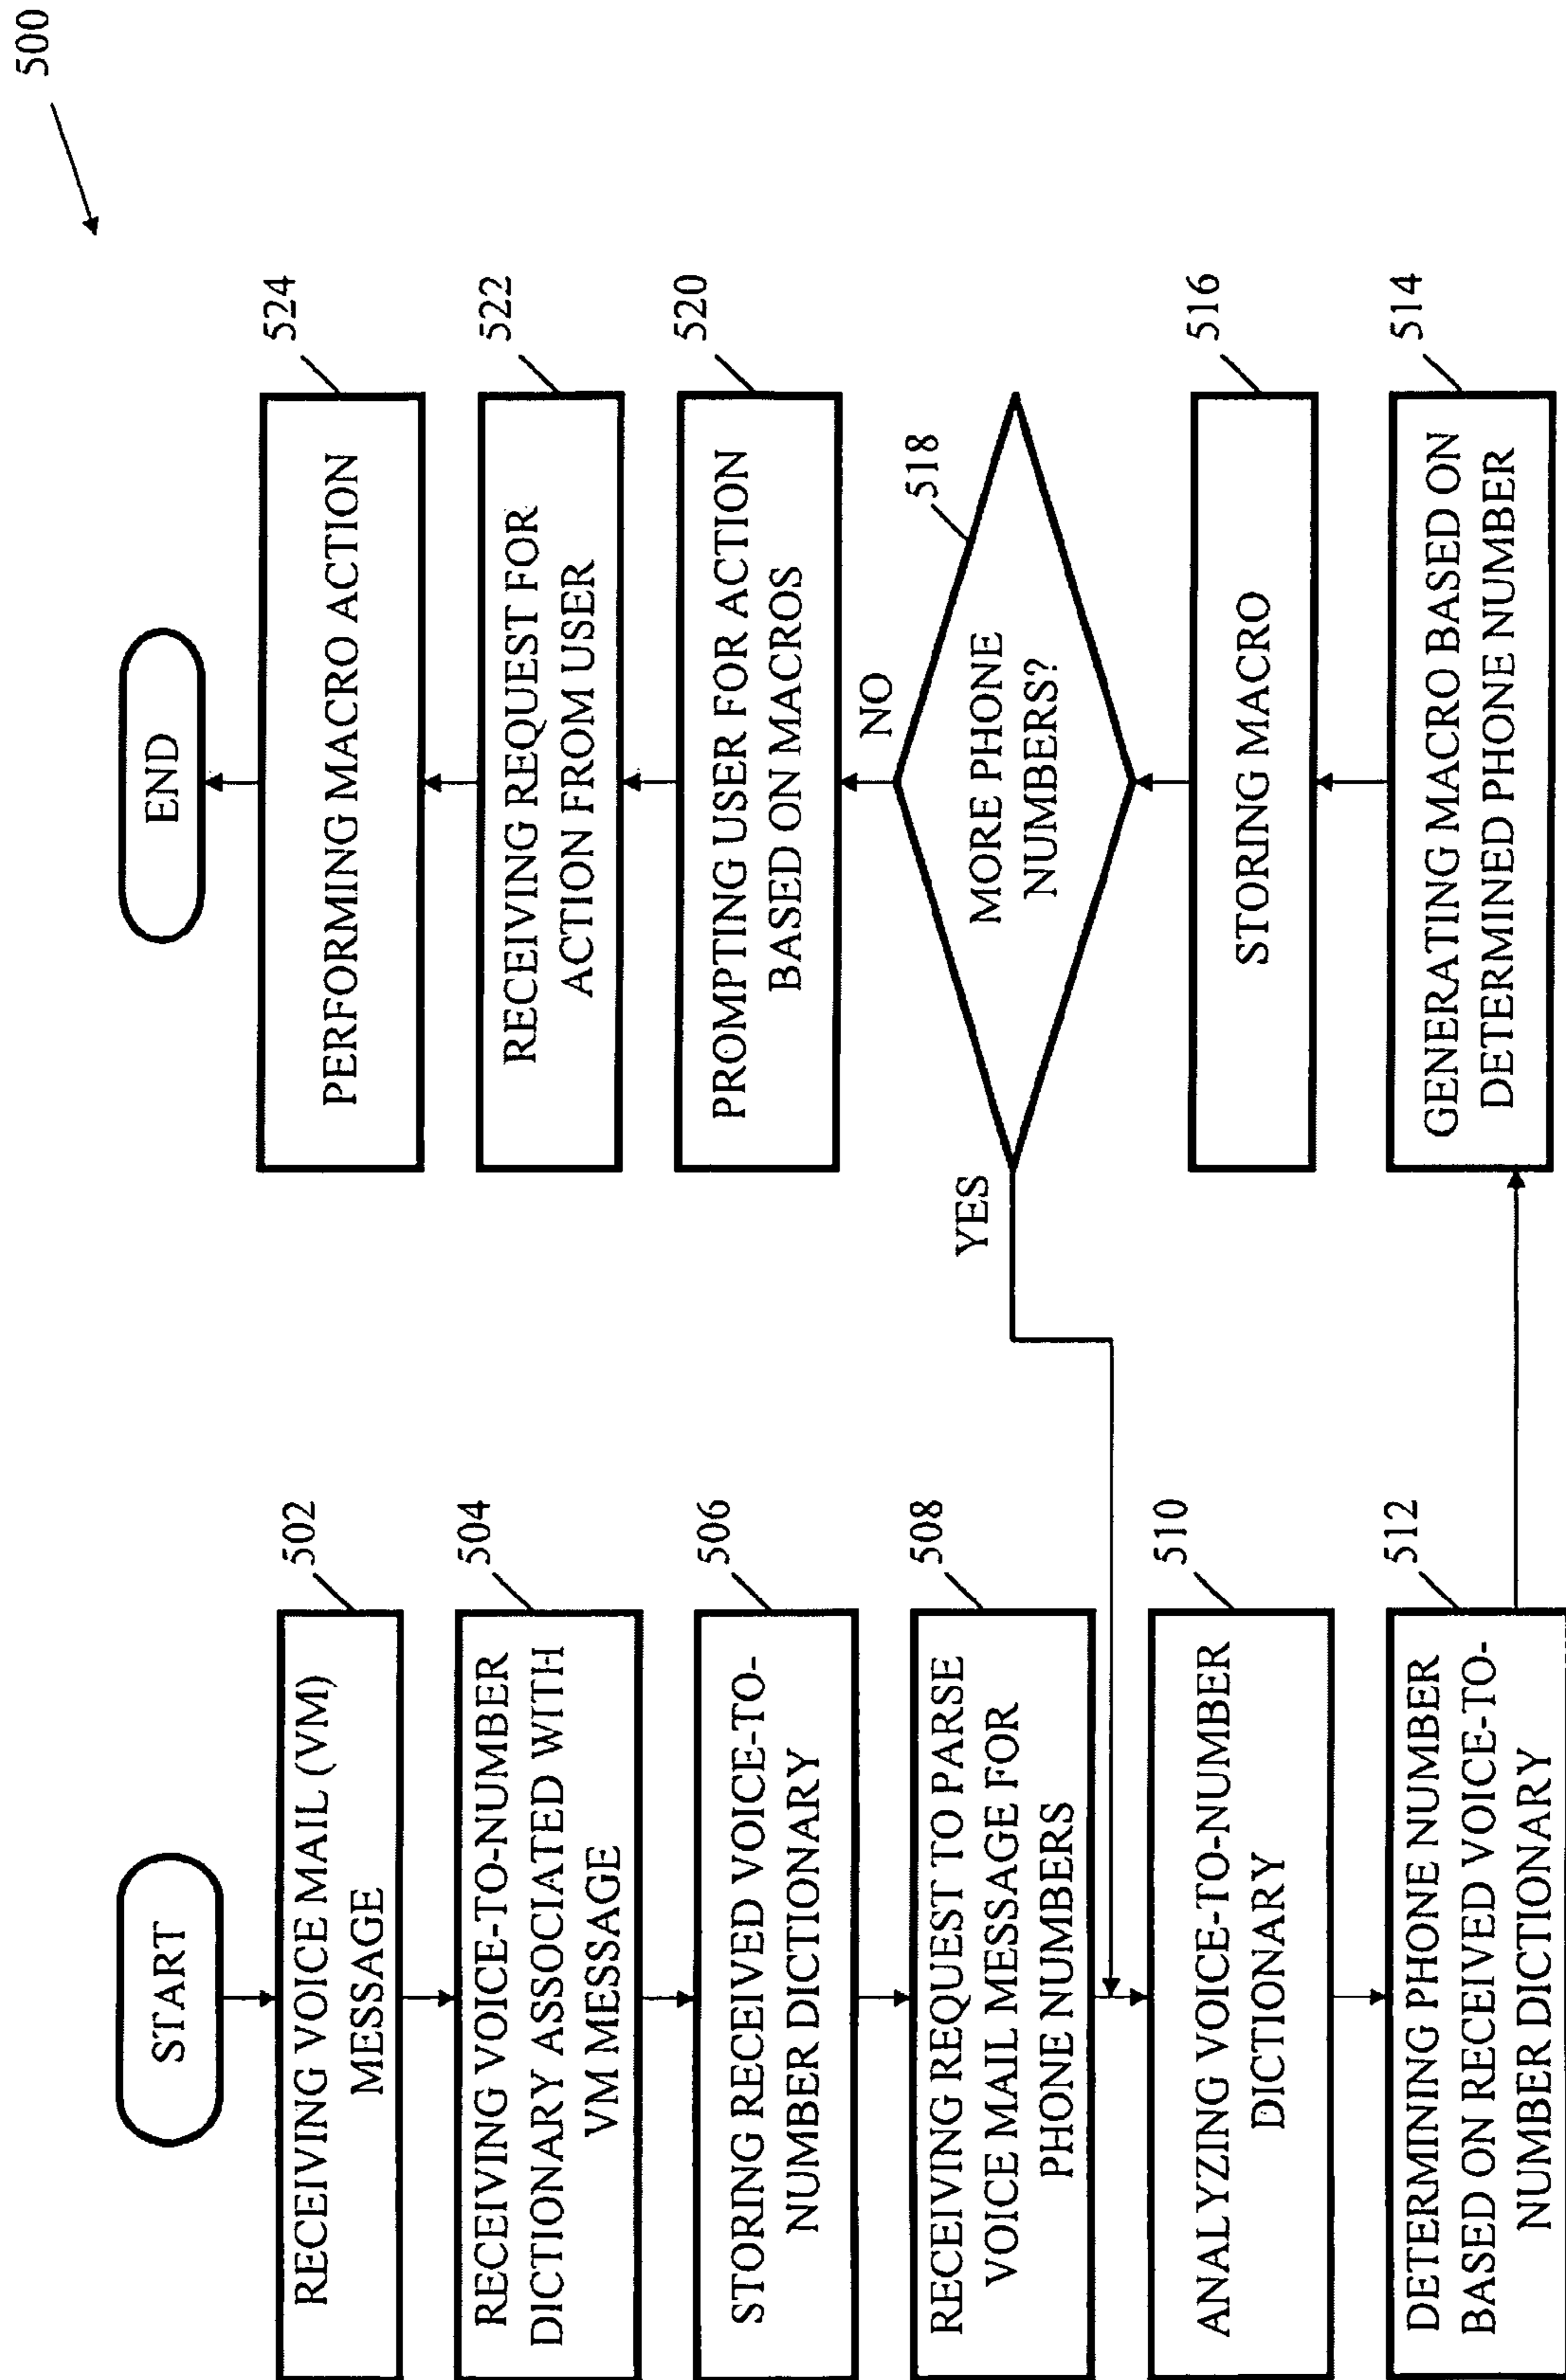 500
START
RECEIVING VOICE MAIL (VM)
MESSAGE
502
RECEIVING VOICE-TO-NUMBER
DICTIONARY ASSOCIATED WITH
VM MESSAGE
504
STORING RECEIVED VOICE-TO-
NUMBER DICTIONARY
506
RECEIVING REQUEST TO PARSE
VOICE MAIL MESSAGE FOR
PHONE NUMBERS
508
ANALYZING VOICE-TO-NUMBER
DICTIONARY
510
DETERMINING PHONE NUMBER
BASED ON RECEIVED VOICE-TO-
NUMBER DICTIONARY
512
GENERATING MACRO BASED ON
DETERMINED PHONE NUMBER
514
STORING MACRO
516
MORE PHONE
NUMBERS?
518
YES
NO
PROMPTING USER FOR ACTION
BASED ON MACROS
520
RECEIVING REQUEST FOR
ACTION FROM USER
522
PERFORMING MACRO ACTION
524
END